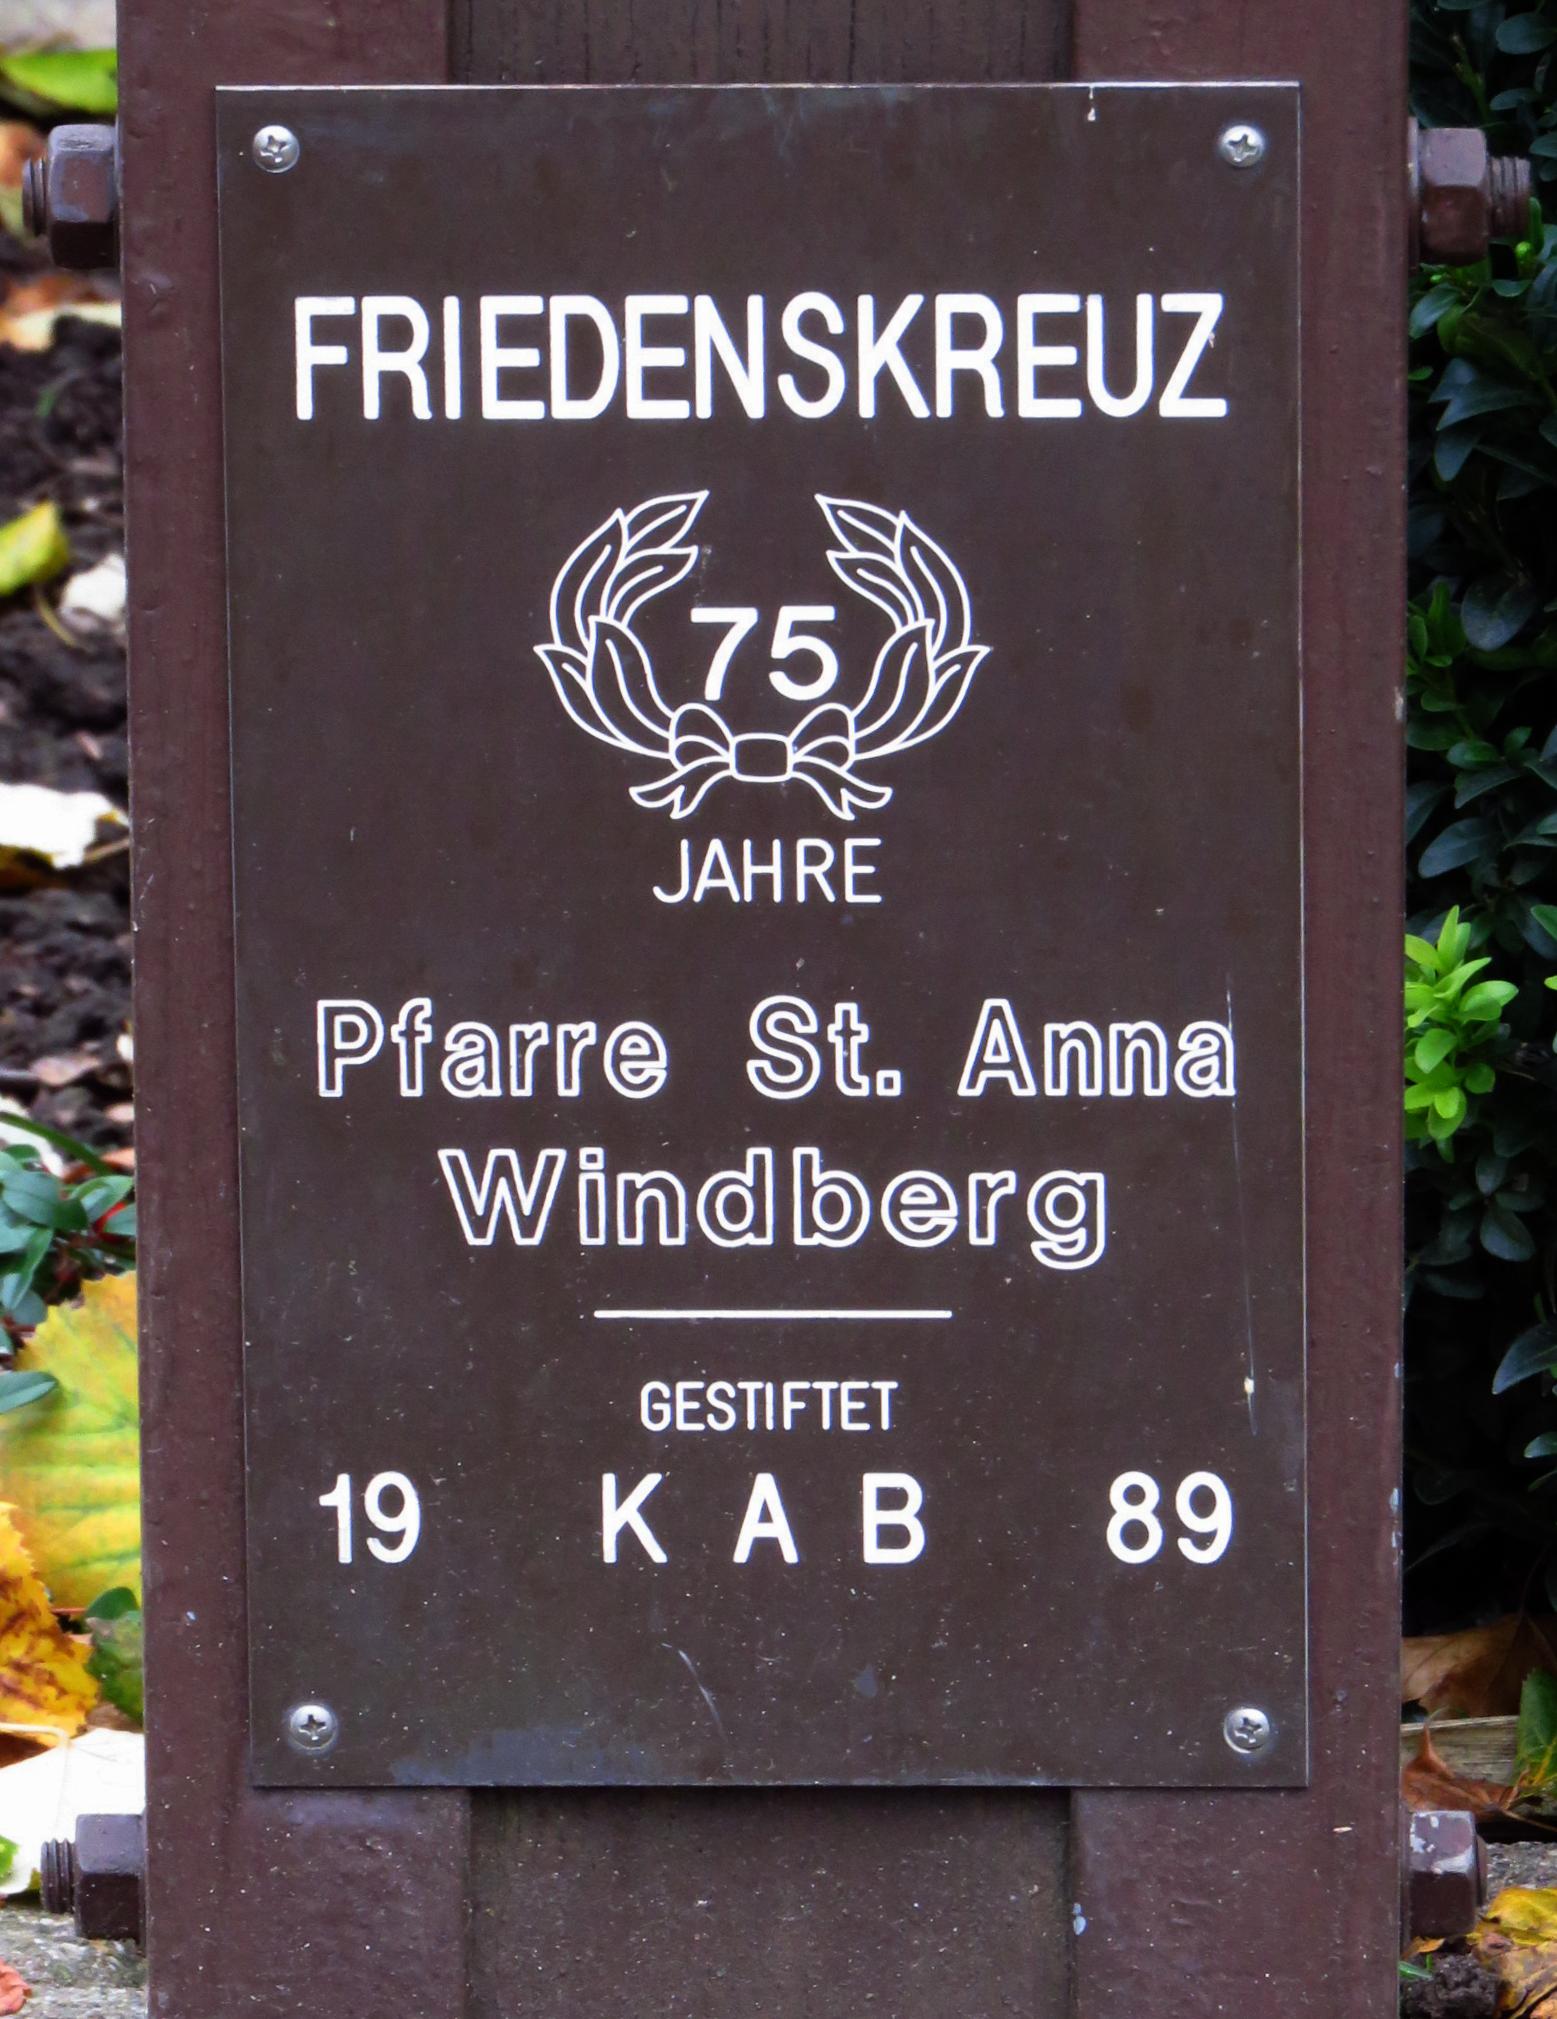 FRIEDENSKREUZ
75
JAHRE
Pfarre St. Anna
Windberg
GESTIFTET
19 KAB 89